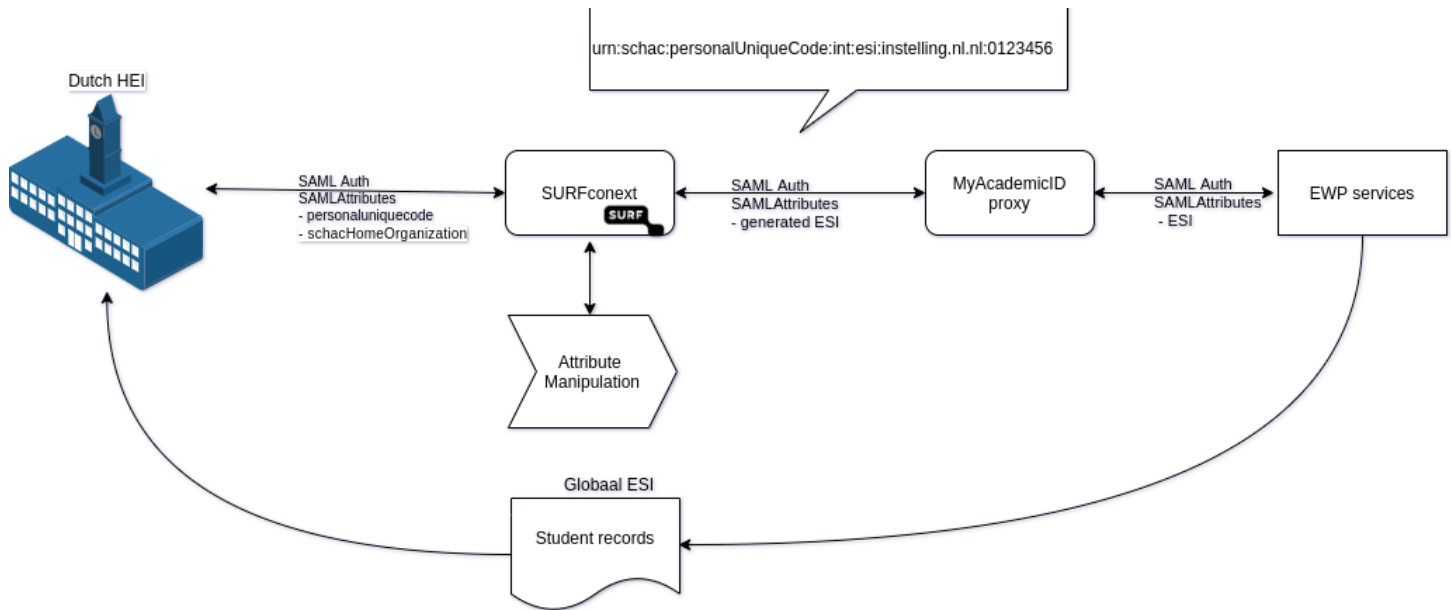 urn:schac:personalUniqueCode:int:esi:instelling.nl.nl:0123456
Dutch HEI
SAML Auth
SAMLAttributes
- personaluniquecode
- schacHomeOrganization
SURFconext
SURF
SAML Auth
SAMLAttributes
- generated ESI
MyAcademicID
proxy
SAML Auth
SAMLAttributes
- ESI
EWP services
Attribute
Manipulation
Globaal ESI
Student records